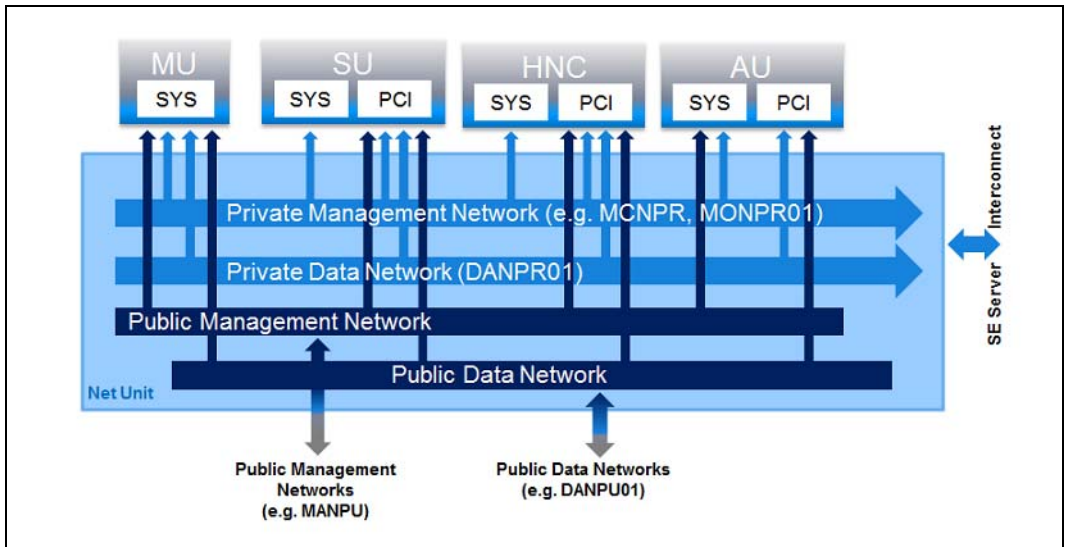 MU
SU
HNC
AU
SYS
SYS
PCI
SYS
PCI
SYS
PCI
Private Management Network (e.g. MCNPR, MONPR01)
Private Data Network (DANPR01)
Public Management Network
Public Data Network
Net Unit
SE Server Interconnect
Public Management
Networks
(e.g. MANPU)
Public Data Networks
(e.g. DANPU01)